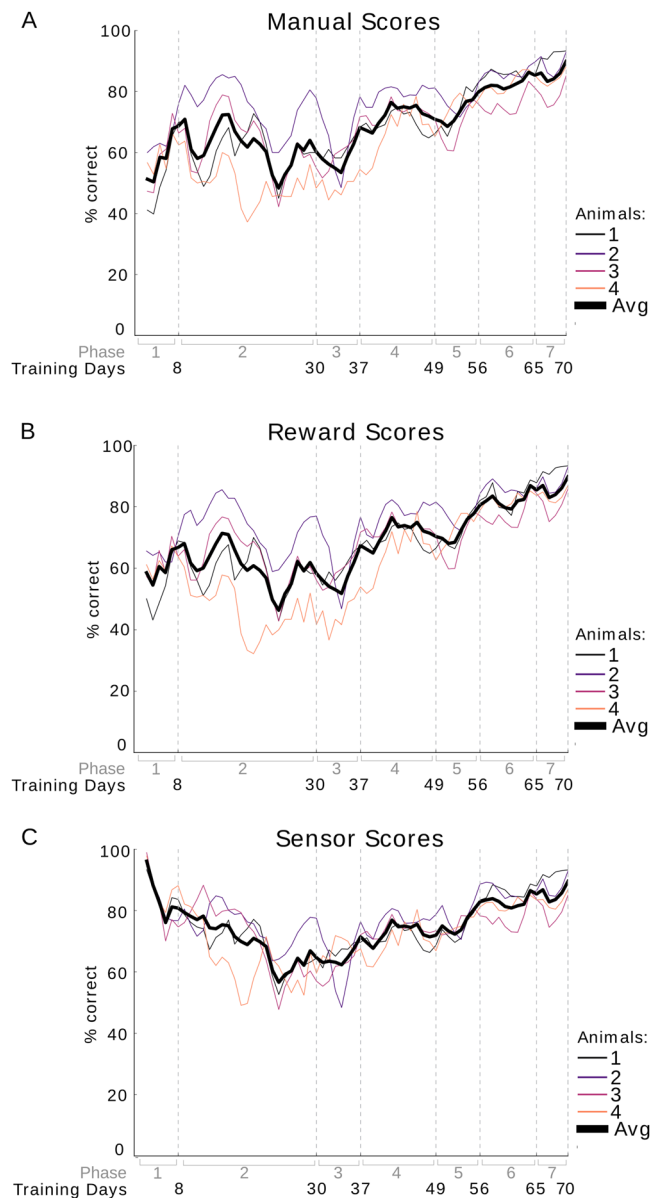 A
Manual Scores
100
80
60
40
20
0
% correct
Animals:
1
2
3
4
Avg
Phase 1 2 3 4 5 6 7
Training Days 8 30 37 49 56 65 70
B
Reward Scores
100
80
60
40
20
0
% correct
Animals:
1
2
3
4
Avg
Phase 1 2 3 4 5 6 7
Training Days 8 30 37 49 56 65 70
C
Sensor Scores
100
80
60
40
20
0
% correct
Animals:
1
2
3
4
Avg
Phase 1 2 3 4 5 6 7
Training Days 8 30 37 49 56 65 70